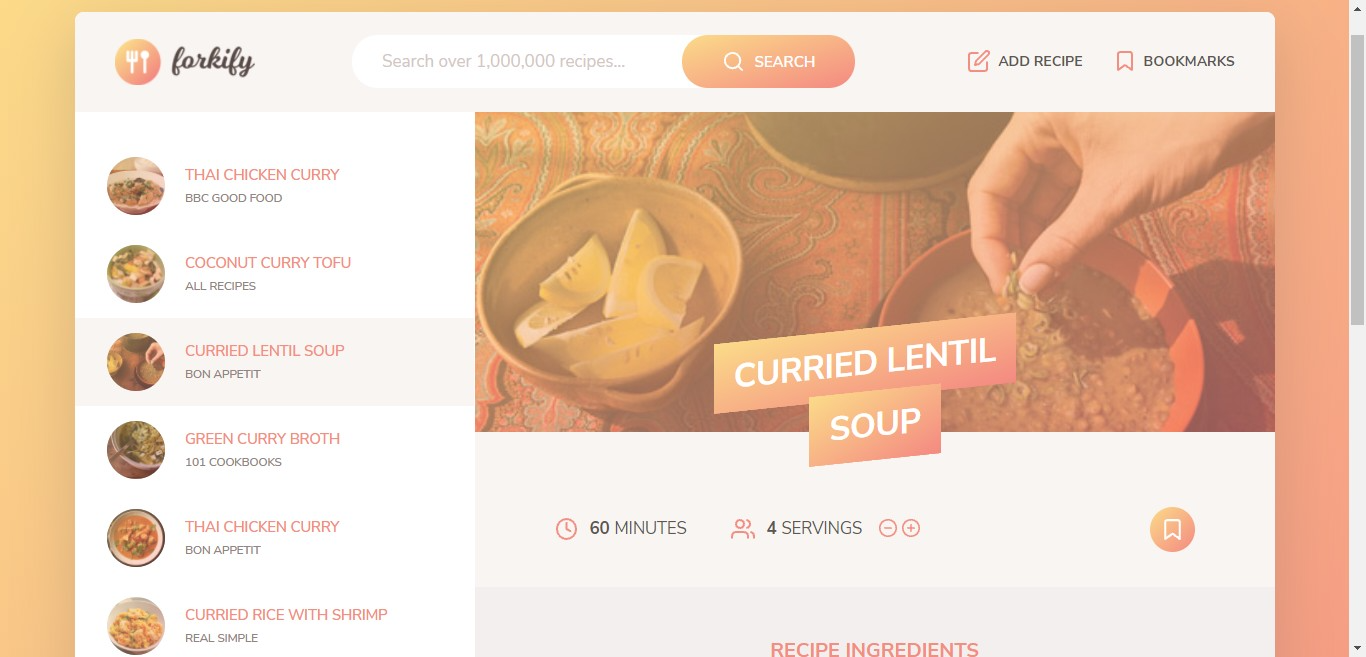 forkify
Search over 1,000,000 recipes...
SEARCH
ADD RECIPE
BOOKMARKS
THAI CHICKEN CURRY
BBC GOOD FOOD
COCONUT CURRY TOFU
ALL RECIPES
CURRIED LENTIL SOUP
BON APPETIT
GREEN CURRY BROTH
101 COOKBOOKS
THAI CHICKEN CURRY
BON APPETIT
CURRIED RICE WITH SHRIMP
REAL SIMPLE
CURRIED LENTIL
SOUP
60 MINUTES
4 SERVINGS
RECIPE INGREDIENTS